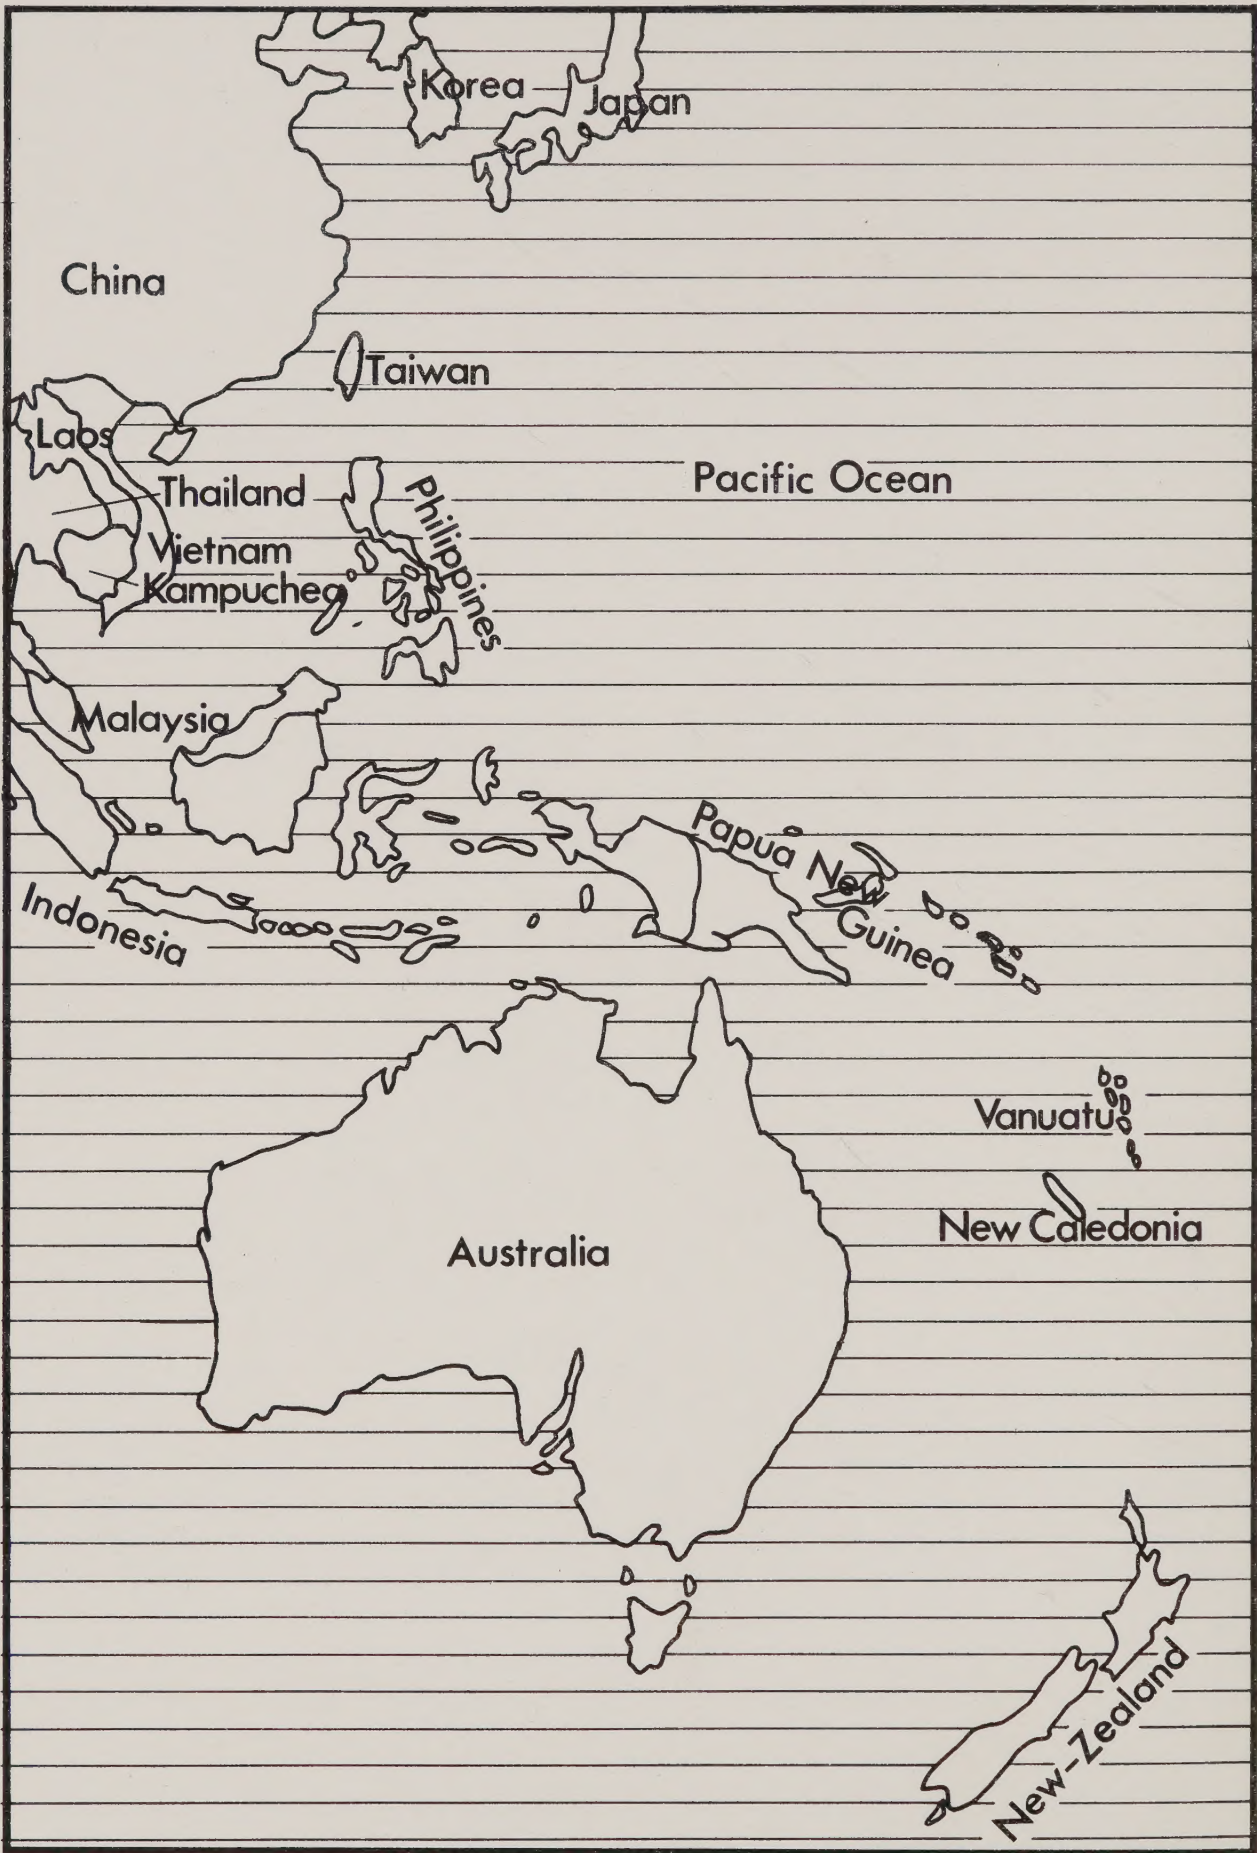 Korea
Japan
China
Taiwan
Laos
Pacific Ocean
Thailand
Philippines
Vietnam
Kampuchea
Malaysia
Papua New
Guinea
Indonesia
Vanuatu
New Caledonia
Australia
New-Zealand